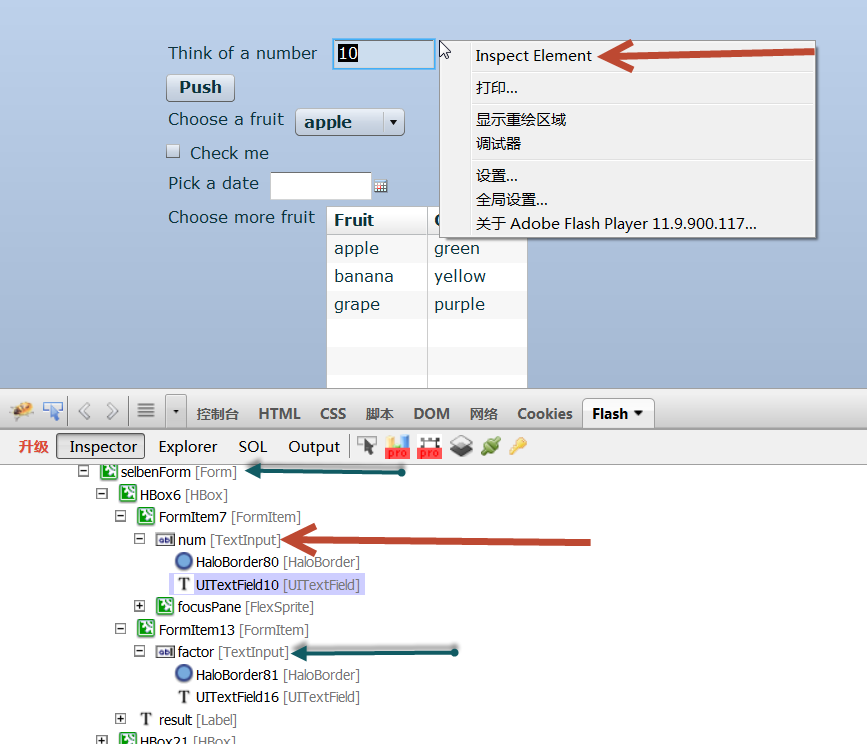 Think of a number 10
Inspect Element
打印...
Push
显示重绘区域
Choose a fruit apple
调试器
Check me
设置...
Pick a date
全局设置...
Choose more fruit Fruit C
关于 Adobe Flash Player 11.9.900.117...
apple green
banana yellow
grape purple
控制台 HTML CSS 脚本 DOM 网络 Cookies Flash
升级 Inspector Explorer SOL Output pro pro
selbenForm [Form]
HBox6 [HBox]
FormItem7 [FormItem]
abl num [TextInput]
HaloBorder80 [HaloBorder]
T UITextField10 [UITextField]
focusPane [FlexSprite]
FormItem13 [FormItem]
abl factor [TextInput]
HaloBorder81 [HaloBorder]
T UITextField16 [UITextField]
T result [Label]
HBox21 [HBox]